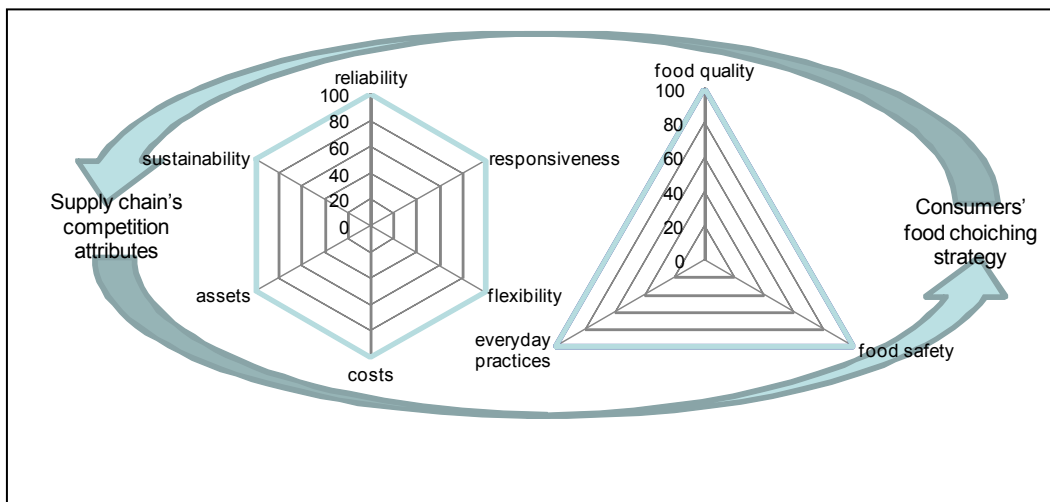 reliability
100
80
60
40
20
0
sustainability
responsiveness
assets
flexibility
costs
Supply chain's
competition
attributes
food quality
100
80
60
40
20
0
everyday
practices
food safety
Consumers'
food choiching
strategy